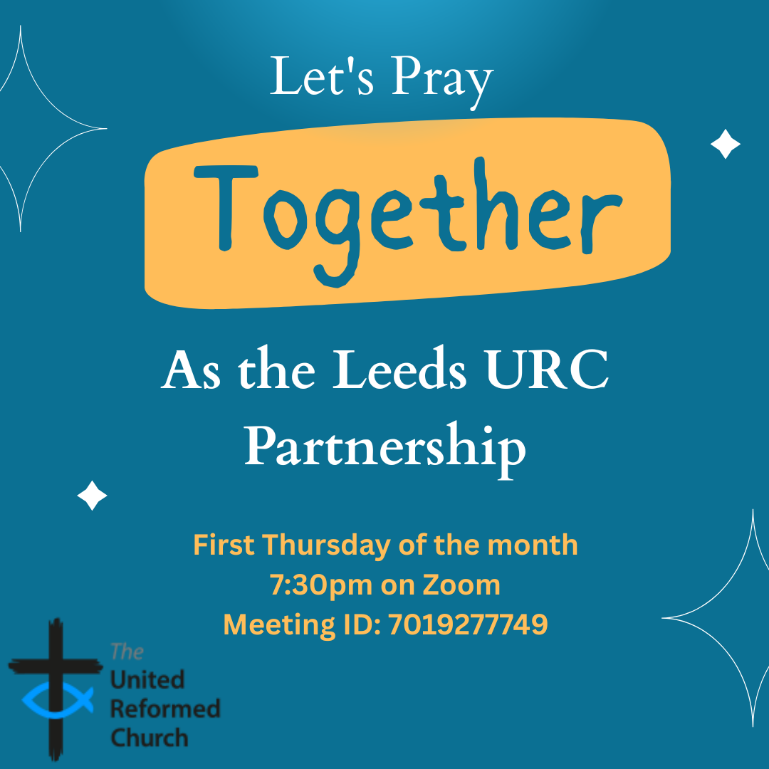 Let's Pray
Together
As the Leeds URC
Partnership
First Thursday of the month
7:30pm on Zoom
Meeting ID: 7019277749
The
United
Reformed
Church